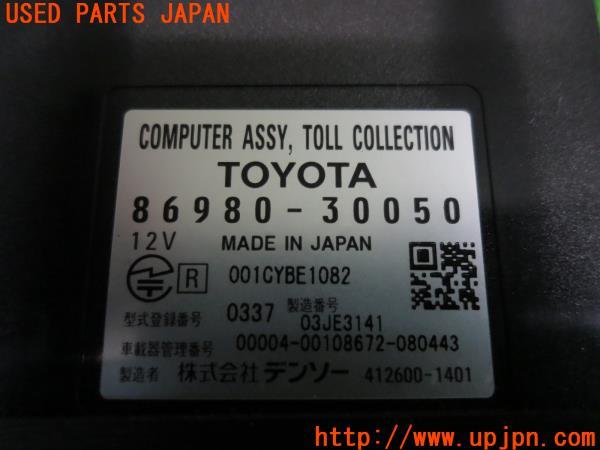 USED PARTS JAPAN
COMPUTER ASSY, TOLL COLLECTION
TOYOTA
86980-30050
12V MADE IN JAPAN
R 001CYBE1082
型式登録番号 0337 製造番号 03JE3141
車載器管理番号 00004-00108672-080443
製造者 株式会社デンソー 412600-1401
http://www.upjpn.com